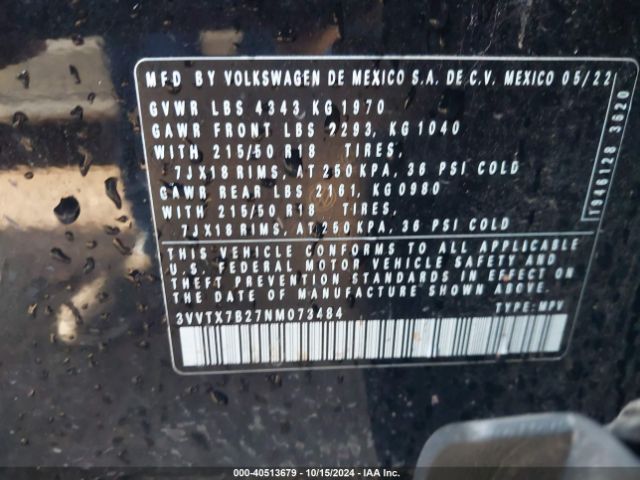 MFD BY VOLKSWAGEN DE MEXICO S.A. DE C.V. MEXICO 05/22
GVWR LBS 4343 KG 1970
GAWR FRONT LBS 2293, KG 1040
WITH 215/50 R18 TIRES,
7JX18 RIMS, AT 250 KPA, 36 PSI COLD
GAWR REAR LBS 2161, KG 0980
WITH 215/50 R18 TIRES,
7JX18 RIMS, AT 250 KPA, 36 PSI COLD
THIS VEHICLE CONFORMS TO ALL APPLICABLE
U.S. FEDERAL MOTOR VEHICLE SAFETY AND
THEFT PREVENTION STANDARDS IN EFFECT ON
THE DATE OF MANUFACTURE SHOWN ABOVE.
3VVTX7B27NM073484 TYPE:MPV
T946128 3620
000-40513679 | 10/15/2024 | IAA Inc.